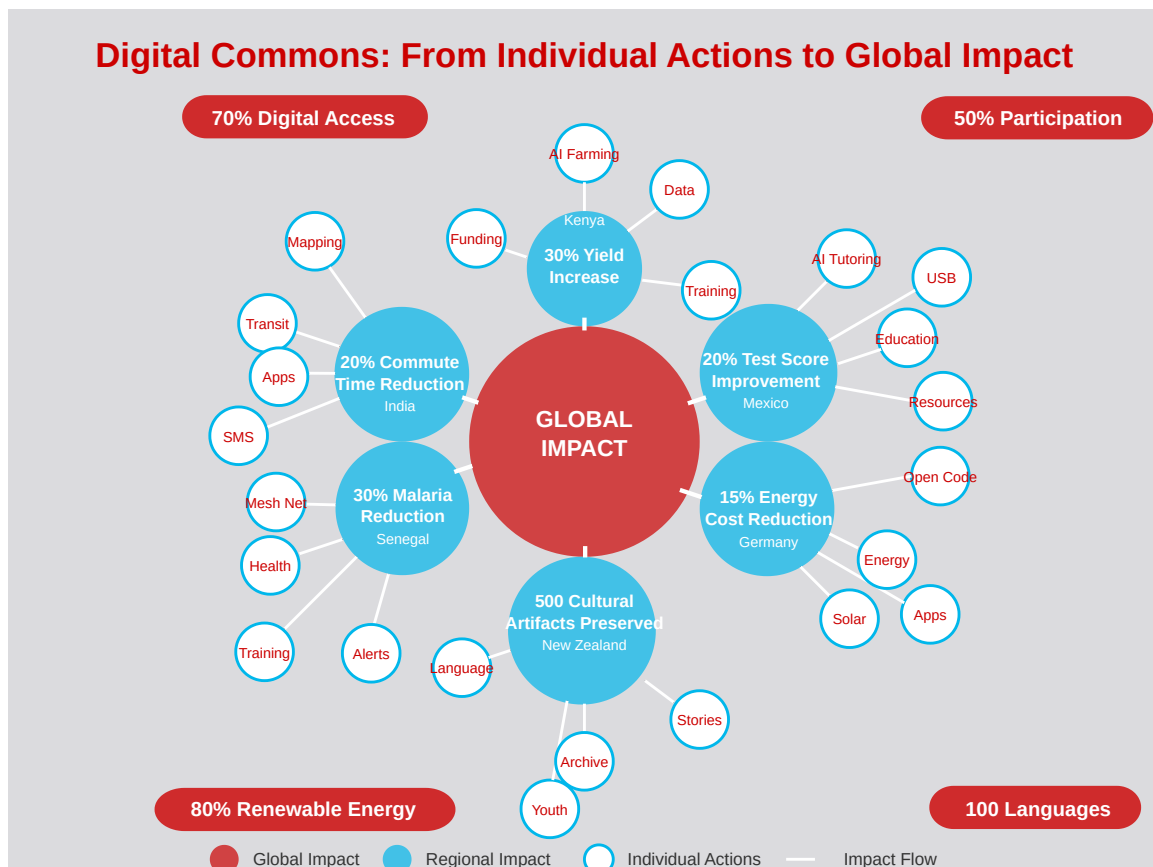 Digital Commons: From Individual Actions to Global Impact
70% Digital Access
50% Participation
AI Farming
Data
Kenya
Funding
30% Yield
Increase
Training
Mapping
Transit
Apps
SMS
20% Commute
Time Reduction
India
AI Tutoring
USB
Education
Resources
20% Test Score
Improvement
Mexico
GLOBAL
IMPACT
Mesh Net
Health
Training
Alerts
30% Malaria
Reduction
Senegal
15% Energy
Cost Reduction
Germany
Open Code
Energy
Apps
Solar
500 Cultural
Artifacts Preserved
New Zealand
Language
Stories
Archive
Youth
80% Renewable Energy
100 Languages
Global Impact
Regional Impact
Individual Actions
Impact Flow